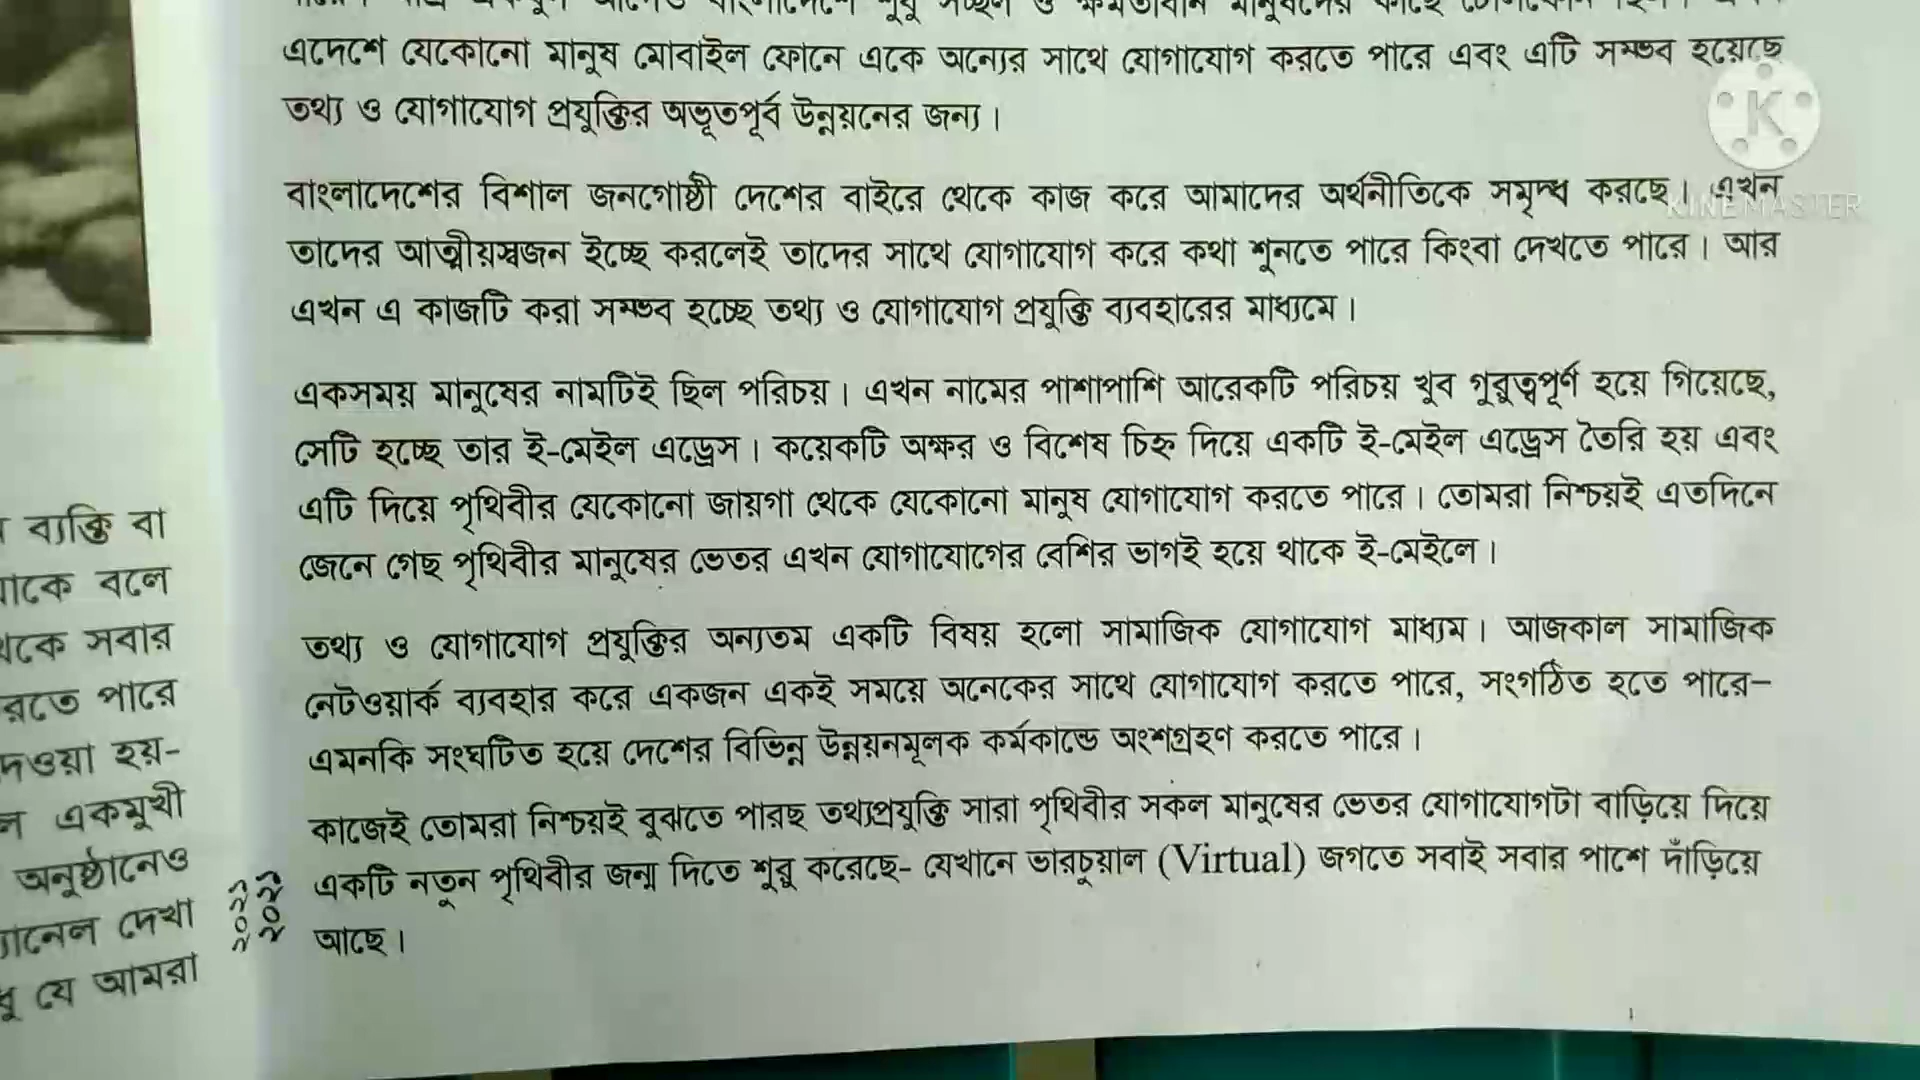 এদেশে যেকোনো মানুষ মোবাইল ফোনে একে অন্যের সাথে যোগাযোগ করতে পারে এবং এটি সম্ভব হয়েছে
তথ্য ও যোগাযোগ প্রযুক্তির অভূতপূর্ব উন্নয়নের জন্য।
বাংলাদেশের বিশাল জনগোষ্ঠী দেশের বাইরে থেকে কাজ করে আমাদের অর্থনীতিকে সমৃদ্ধ করছে। এখন
তাদের আত্মীয়স্বজন ইচ্ছে করলেই তাদের সাথে যোগাযোগ করে কথা শুনতে পারে কিংবা দেখতে পারে। আর
এখন এ কাজটি করা সম্ভব হচ্ছে তথ্য ও যোগাযোগ প্রযুক্তি ব্যবহারের মাধ্যমে।
একসময় মানুষের নামটিই ছিল পরিচয়। এখন নামের পাশাপাশি আরেকটি পরিচয় খুব গুরুত্বপূর্ণ হয়ে গিয়েছে,
সেটি হচ্ছে তার ই-মেইল এড্রেস। কয়েকটি অক্ষর ও বিশেষ চিহ্ন দিয়ে একটি ই-মেইল এড্রেস তৈরি হয় এবং
এটি দিয়ে পৃথিবীর যেকোনো জায়গা থেকে যেকোনো মানুষ যোগাযোগ করতে পারে। তোমরা নিশ্চয়ই এতদিনে
জেনে গেছ পৃথিবীর মানুষের ভেতর এখন যোগাযোগের বেশির ভাগই হয়ে থাকে ই-মেইলে।
তথ্য ও যোগাযোগ প্রযুক্তির অন্যতম একটি বিষয় হলো সামাজিক যোগাযোগ মাধ্যম। আজকাল সামাজিক
নেটওয়ার্ক ব্যবহার করে একজন একই সময়ে অনেকের সাথে যোগাযোগ করতে পারে, সংগঠিত হতে পারে–
এমনকি সংঘটিত হয়ে দেশের বিভিন্ন উন্নয়নমূলক কর্মকান্ডে অংশগ্রহণ করতে পারে।
কাজেই তোমরা নিশ্চয়ই বুঝতে পারছ তথ্যপ্রযুক্তি সারা পৃথিবীর সকল মানুষের ভেতর যোগাযোগটা বাড়িয়ে দিয়ে
একটি নতুন পৃথিবীর জন্ম দিতে শুরু করেছে- যেখানে ভারচুয়াল (Virtual) জগতে সবাই সবার পাশে দাঁড়িয়ে
আছে।
ব্যক্তি বা
বলে
সবার
পারে
হয়-
একমুখী
অনুষ্ঠানেও
দেখা
যে আমরা
K
KINEMASTER